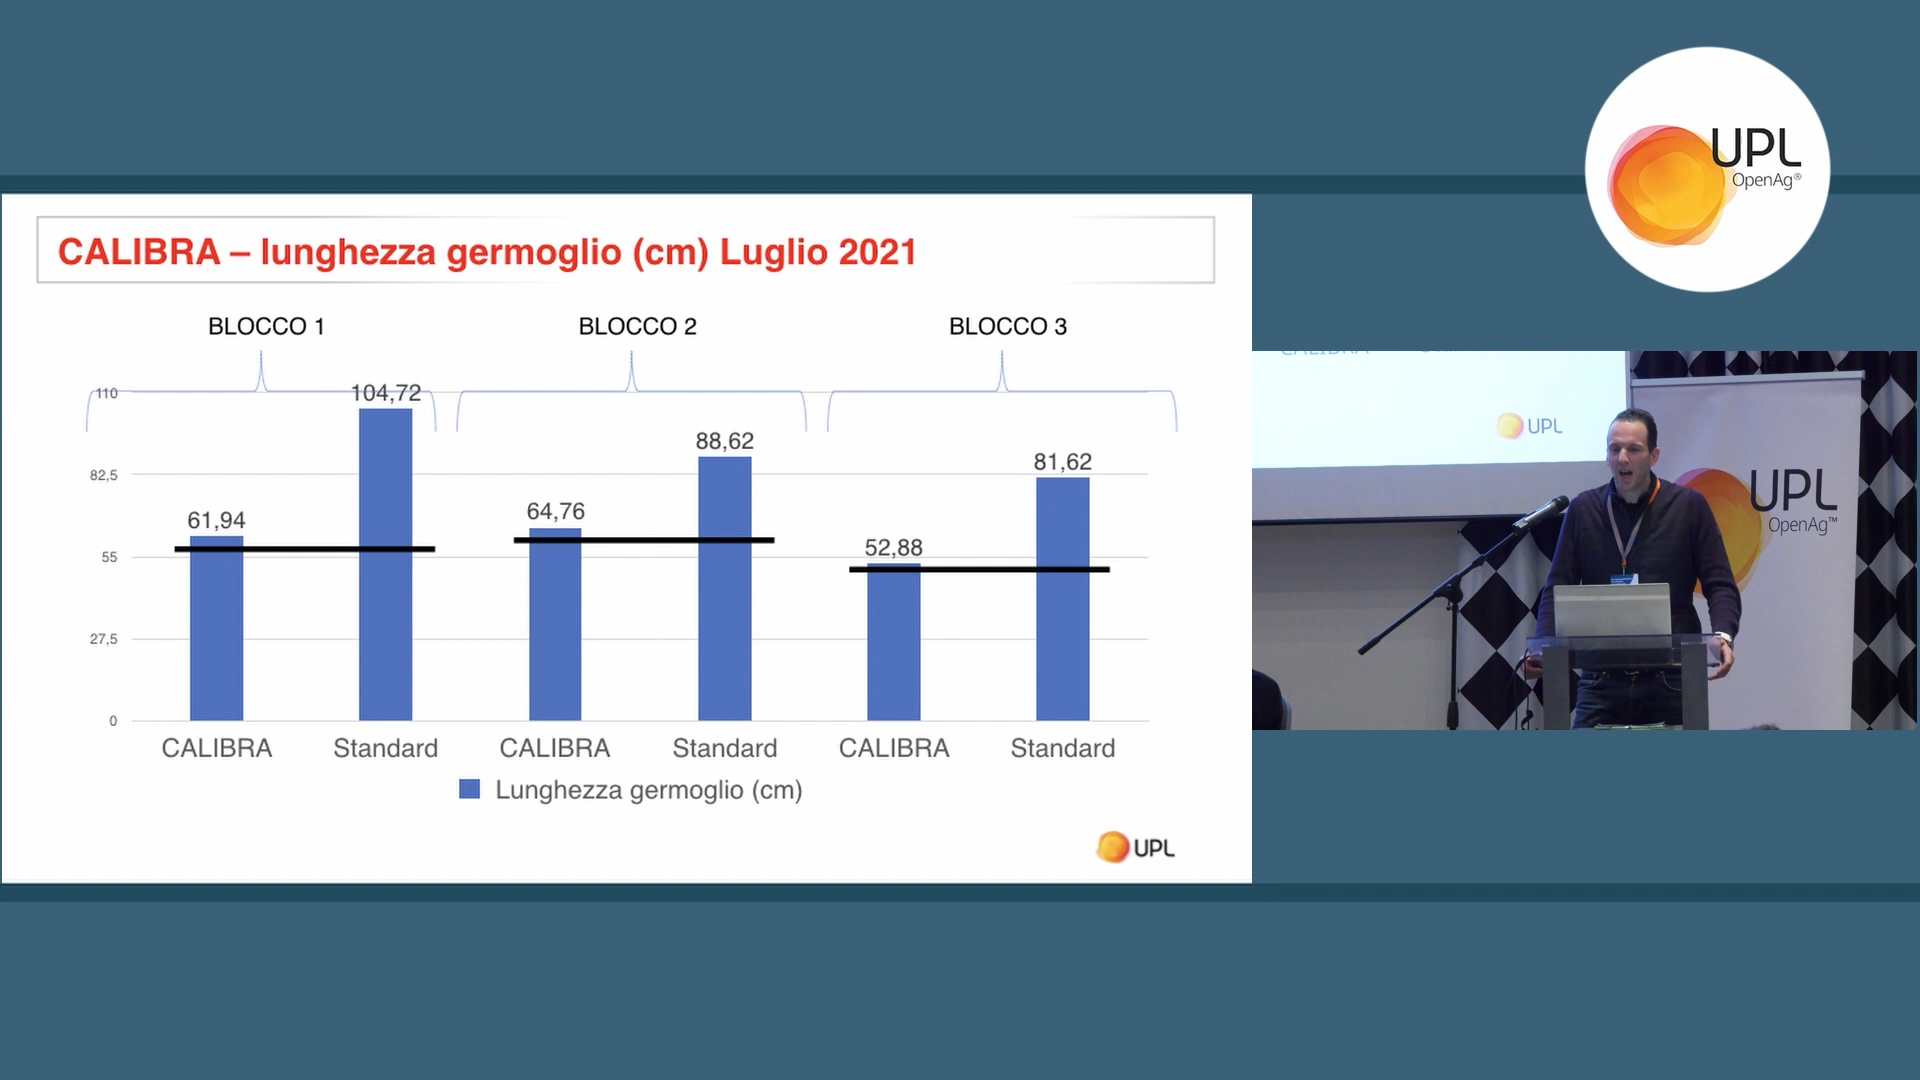 UPL
OpenAg®
CALIBRA – lunghezza germoglio (cm) Luglio 2021
BLOCCO 1
BLOCCO 2
BLOCCO 3
110
82,5
55
27,5
0
61,94
104,72
64,76
88,62
52,88
81,62
CALIBRA
Standard
CALIBRA
Standard
CALIBRA
Standard
Lunghezza germoglio (cm)
UPL
UPL
UPL
OpenAg™